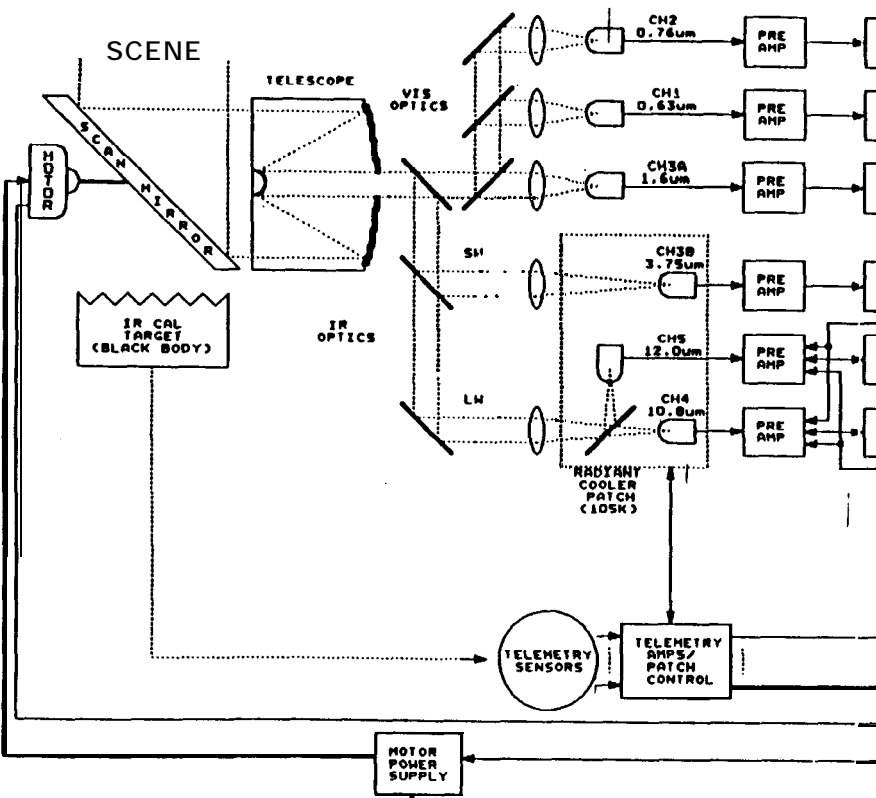 SCENE
TELESCOPE
VIS
OPTICS
CH2
0.76um
PRE
AMP
CH1
0.63um
PRE
AMP
CH3A
1.6um
PRE
AMP
MOTOR
SCAN MIRROR
SW
CH3B
3.75um
PRE
AMP
IR CAL
TARGET
(BLACK BODY)
IR
OPTICS
CH5
12.0um
PRE
AMP
LW
CH4
10.8um
PRE
AMP
RADIANT
COOLER
PATCH
(105K)
TELEMETRY
SENSORS
TELEMETRY
AMPS/
PATCH
CONTROL
MOTOR
POWER
SUPPLY